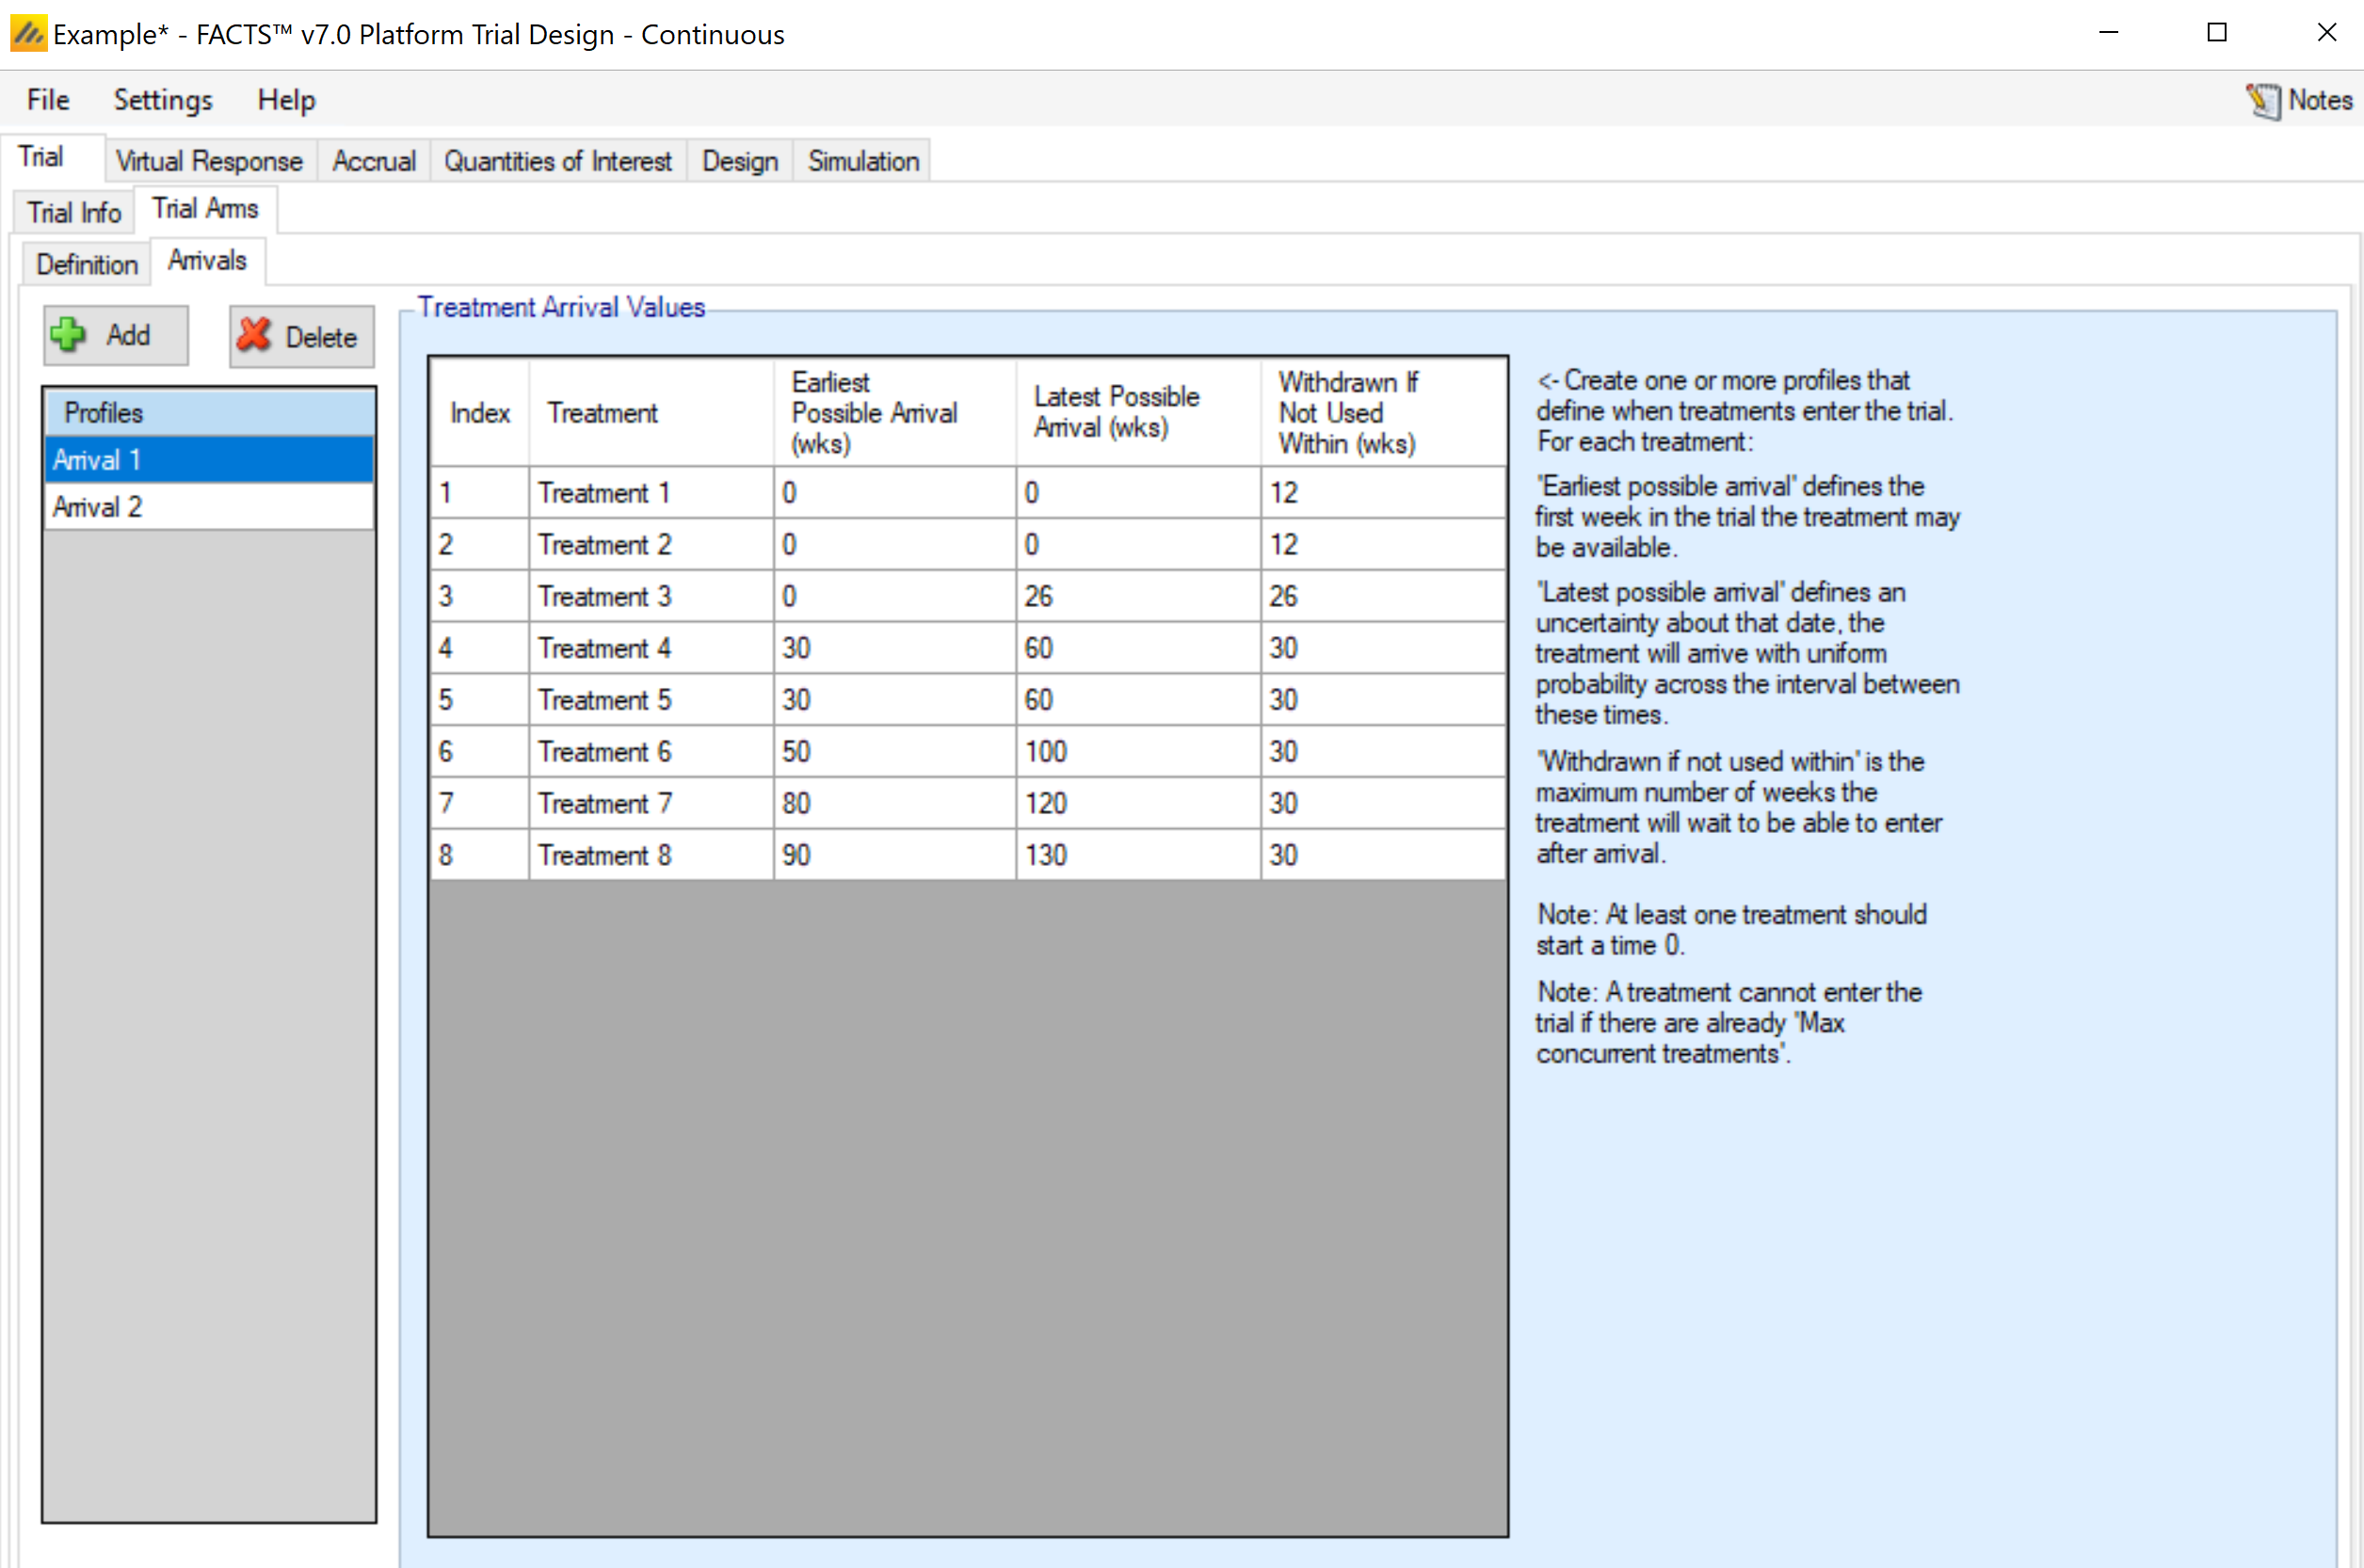 Example* - FACTS™ v7.0 Platform Trial Design - Continuous
File Settings Help Notes
Trial Virtual Response Accrual Quantities of Interest Design Simulation
Trial Info Trial Arms
Definition Arrivals
Add Delete
Profiles
Arrival 1
Arrival 2
Treatment Arrival Values
Index Treatment Earliest Possible Arrival (wks) Latest Possible Arrival (wks) Withdrawn If Not Used Within (wks)
1 Treatment 1 0 0 12
2 Treatment 2 0 0 12
3 Treatment 3 0 26 26
4 Treatment 4 30 60 30
5 Treatment 5 30 60 30
6 Treatment 6 50 100 30
7 Treatment 7 80 120 30
8 Treatment 8 90 130 30
<- Create one or more profiles that
define when treatments enter the trial.
For each treatment:
'Earliest possible arrival' defines the
first week in the trial the treatment may
be available.
'Latest possible arrival' defines an
uncertainty about that date, the
treatment will arrive with uniform
probability across the interval between
these times.
'Withdrawn if not used within' is the
maximum number of weeks the
treatment will wait to be able to enter
after arrival.
Note: At least one treatment should
start a time 0.
Note: A treatment cannot enter the
trial if there are already 'Max
concurrent treatments'.